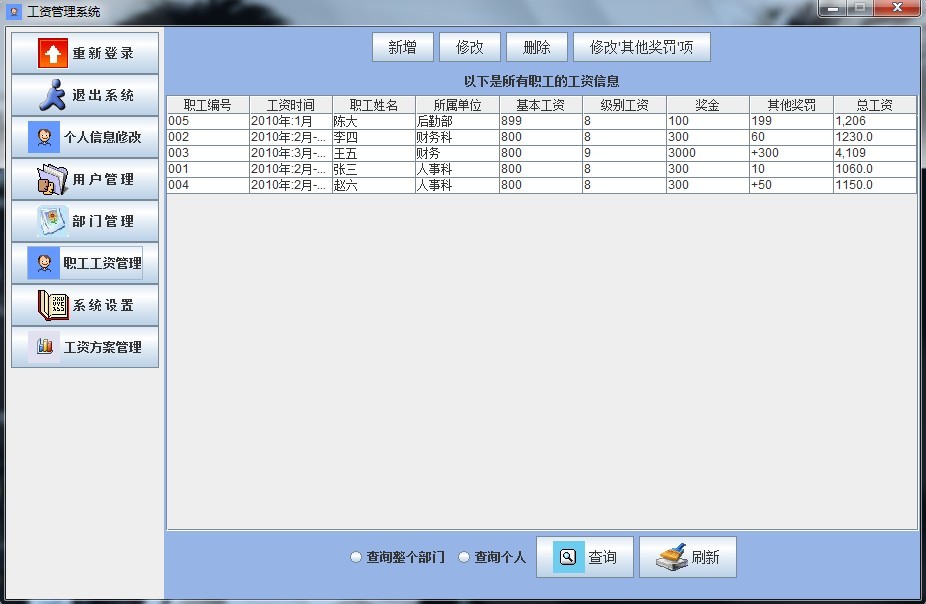 工资管理系统
重新登录
退出系统
个人信息修改
用户管理
部门管理
职工工资管理
系统设置
工资方案管理
新增 修改 删除 修改'其他奖罚'项
以下是所有职工的工资信息
职工编号 工资时间 职工姓名 所属单位 基本工资 级别工资 奖金 其他奖罚 总工资
005 2010年:1月 陈大 后勤部 899 8 100 199 1,206
002 2010年:2月-... 李四 财务科 800 8 300 60 1230.0
003 2010年:3月-... 王五 财务 800 9 3000 +300 4,109
001 2010年:2月-... 张三 人事科 800 8 300 10 1060.0
004 2010年:2月-... 赵六 人事科 800 8 300 +50 1150.0
查询整个部门 查询个人 查询 刷新